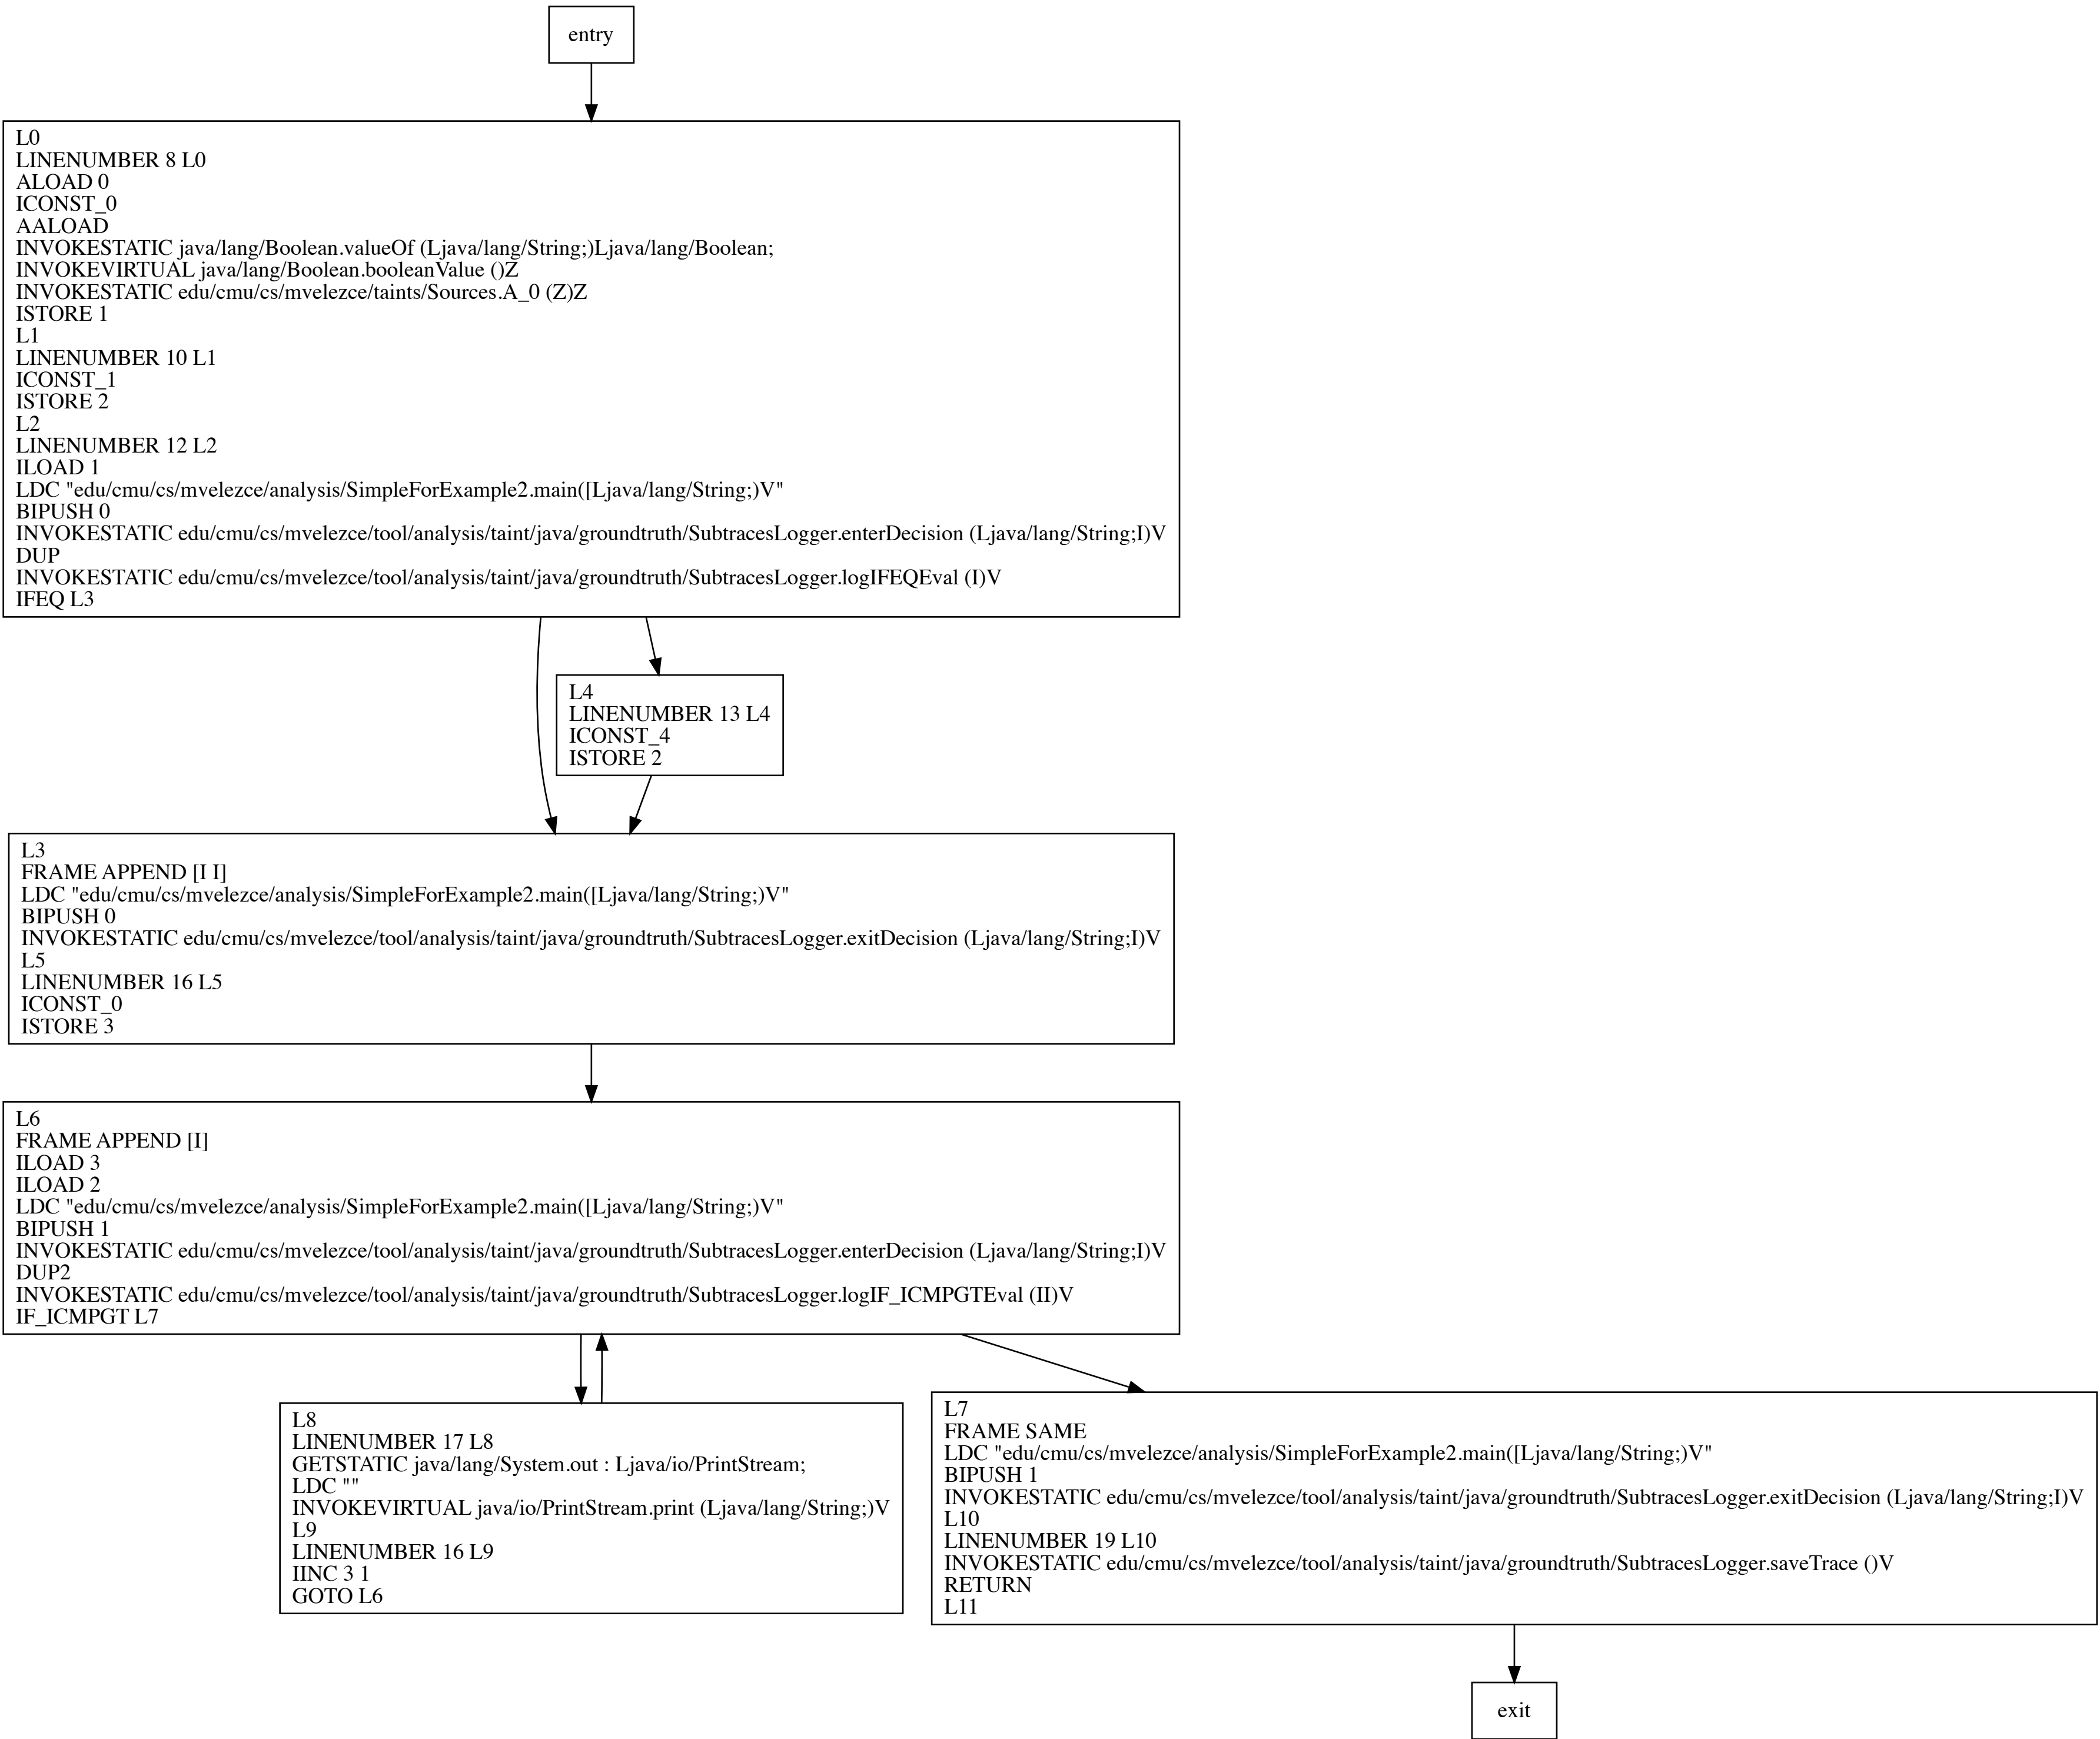 entry
L0
LINENUMBER 8 L0
ALOAD 0
ICONST_0
AALOAD
INVOKESTATIC java/lang/Boolean.valueOf (Ljava/lang/String;)Ljava/lang/Boolean;
INVOKEVIRTUAL java/lang/Boolean.booleanValue ()Z
INVOKESTATIC edu/cmu/cs/mvelezce/taints/Sources.A_0 (Z)Z
ISTORE 1
L1
LINENUMBER 10 L1
ICONST_1
ISTORE 2
L2
LINENUMBER 12 L2
ILOAD 1
LDC "edu/cmu/cs/mvelezce/analysis/SimpleForExample2.main([Ljava/lang/String;)V"
BIPUSH 0
INVOKESTATIC edu/cmu/cs/mvelezce/tool/analysis/taint/java/groundtruth/SubtracesLogger.enterDecision (Ljava/lang/String;I)V
DUP
INVOKESTATIC edu/cmu/cs/mvelezce/tool/analysis/taint/java/groundtruth/SubtracesLogger.logIFEQEval (I)V
IFEQ L3
L4
LINENUMBER 13 L4
ICONST_4
ISTORE 2
L3
FRAME APPEND [I I]
LDC "edu/cmu/cs/mvelezce/analysis/SimpleForExample2.main([Ljava/lang/String;)V"
BIPUSH 0
INVOKESTATIC edu/cmu/cs/mvelezce/tool/analysis/taint/java/groundtruth/SubtracesLogger.exitDecision (Ljava/lang/String;I)V
L5
LINENUMBER 16 L5
ICONST_0
ISTORE 3
L6
FRAME APPEND [I]
ILOAD 3
ILOAD 2
LDC "edu/cmu/cs/mvelezce/analysis/SimpleForExample2.main([Ljava/lang/String;)V"
BIPUSH 1
INVOKESTATIC edu/cmu/cs/mvelezce/tool/analysis/taint/java/groundtruth/SubtracesLogger.enterDecision (Ljava/lang/String;I)V
DUP2
INVOKESTATIC edu/cmu/cs/mvelezce/tool/analysis/taint/java/groundtruth/SubtracesLogger.logIF_ICMPGTEval (II)V
IF_ICMPGT L7
L8
LINENUMBER 17 L8
GETSTATIC java/lang/System.out : Ljava/io/PrintStream;
LDC ""
INVOKEVIRTUAL java/io/PrintStream.print (Ljava/lang/String;)V
L9
LINENUMBER 16 L9
IINC 3 1
GOTO L6
L7
FRAME SAME
LDC "edu/cmu/cs/mvelezce/analysis/SimpleForExample2.main([Ljava/lang/String;)V"
BIPUSH 1
INVOKESTATIC edu/cmu/cs/mvelezce/tool/analysis/taint/java/groundtruth/SubtracesLogger.exitDecision (Ljava/lang/String;I)V
L10
LINENUMBER 19 L10
INVOKESTATIC edu/cmu/cs/mvelezce/tool/analysis/taint/java/groundtruth/SubtracesLogger.saveTrace ()V
RETURN
L11
exit